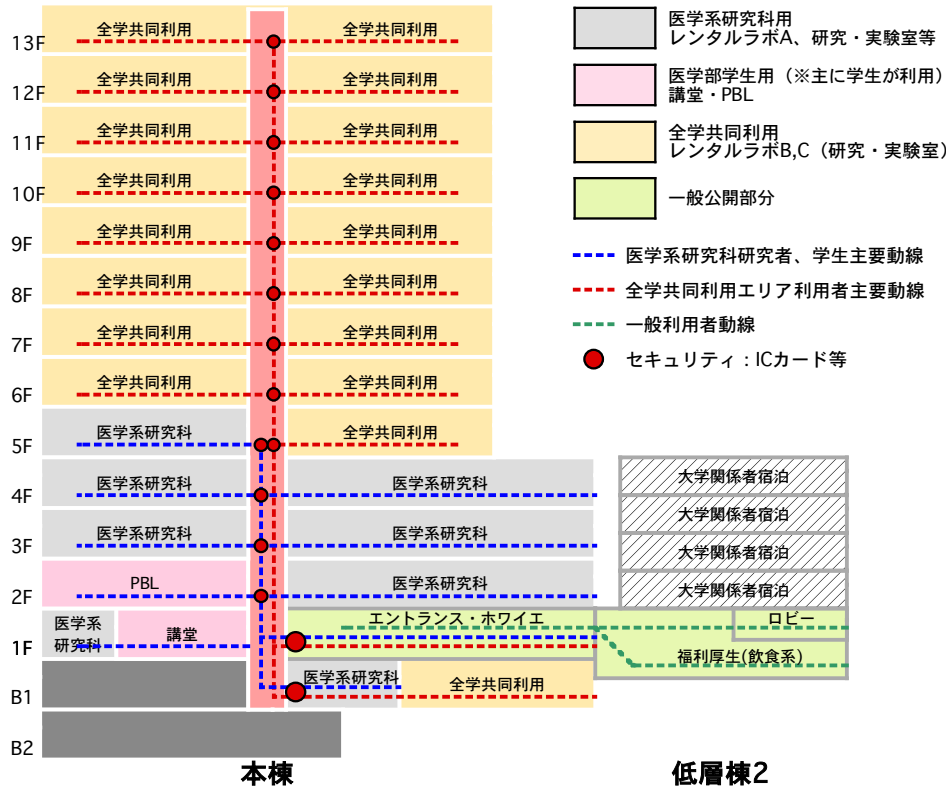 13F 全学共同利用 全学共同利用
12F 全学共同利用 全学共同利用
11F 全学共同利用 全学共同利用
10F 全学共同利用 全学共同利用
9F 全学共同利用 全学共同利用
8F 全学共同利用 全学共同利用
7F 全学共同利用 全学共同利用
6F 全学共同利用 全学共同利用
5F 医学系研究科 全学共同利用
4F 医学系研究科 医学系研究科 大学関係者宿泊
大学関係者宿泊
3F 医学系研究科 医学系研究科 大学関係者宿泊
2F PBL 医学系研究科 大学関係者宿泊
1F 医学系
研究科 講堂 エントランス・ホワイエ ロビー
福利厚生(飲食系)
B1 医学系研究科 全学共同利用
B2
本棟 低層棟2
医学系研究科用
レンタルラボA、研究・実験室等
医学部学生用（※主に学生が利用）
講堂・PBL
全学共同利用
レンタルラボB,C（研究・実験室）
一般公開部分
医学系研究科研究者、学生主要動線
全学共同利用エリア利用者主要動線
一般利用者動線
セキュリティ：ICカード等